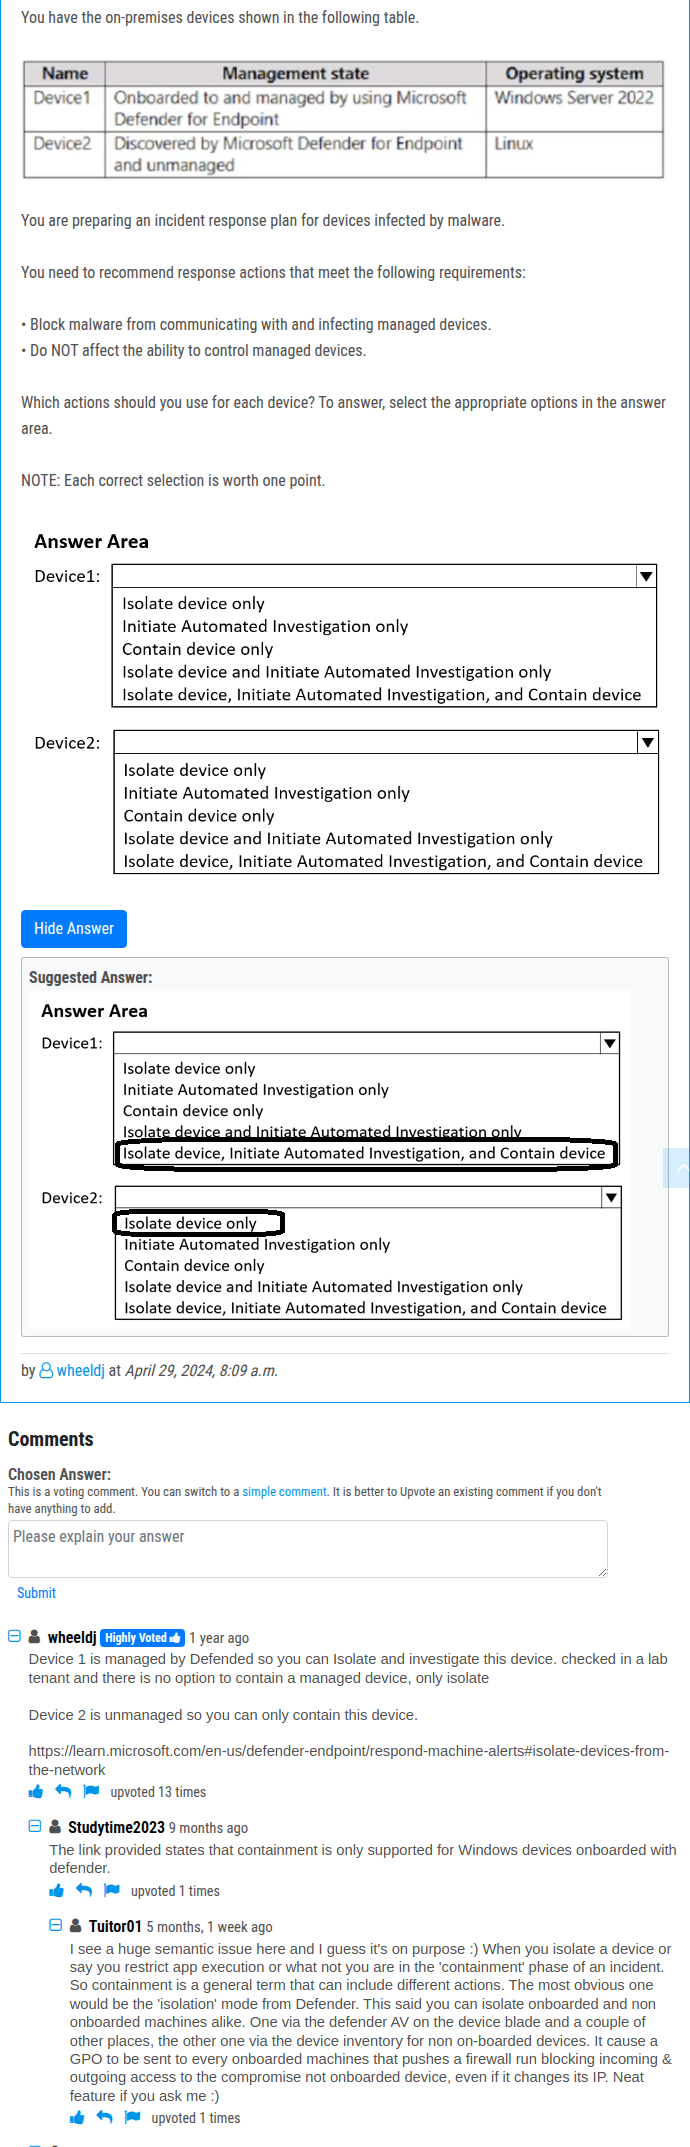 You have the on-premises devices shown in the following table.
Name Management state Operating system
Device1 Onboarded to and managed by using Microsoft Windows Server 2022
Defender for Endpoint
Device2 Discovered by Microsoft Defender for Endpoint Linux
and unmanaged
You are preparing an incident response plan for devices infected by malware.
You need to recommend response actions that meet the following requirements:
• Block malware from communicating with and infecting managed devices.
• Do NOT affect the ability to control managed devices.
Which actions should you use for each device? To answer, select the appropriate options in the answer
area.
NOTE: Each correct selection is worth one point.
Answer Area
Device1:
Isolate device only
Initiate Automated Investigation only
Contain device only
Isolate device and Initiate Automated Investigation only
Isolate device, Initiate Automated Investigation, and Contain device
Device2:
Isolate device only
Initiate Automated Investigation only
Contain device only
Isolate device and Initiate Automated Investigation only
Isolate device, Initiate Automated Investigation, and Contain device
Hide Answer
Suggested Answer:
Answer Area
Device1:
Isolate device only
Initiate Automated Investigation only
Contain device only
Isolate device and Initiate Automated Investigation only
Isolate device, Initiate Automated Investigation, and Contain device
Device2:
Isolate device only
Initiate Automated Investigation only
Contain device only
Isolate device and Initiate Automated Investigation only
Isolate device, Initiate Automated Investigation, and Contain device
by wheeldj at April 29, 2024, 8:09 a.m.
Comments
Chosen Answer:
This is a voting comment. You can switch to a simple comment. It is better to Upvote an existing comment if you don't
have anything to add.
Please explain your answer
Submit
wheeldj Highly Voted 1 year ago
Device 1 is managed by Defended so you can Isolate and investigate this device. checked in a lab
tenant and there is no option to contain a managed device, only isolate
Device 2 is unmanaged so you can only contain this device.
https://learn.microsoft.com/en-us/defender-endpoint/respond-machine-alerts#isolate-devices-from-
the-network
upvoted 13 times
Studytime2023 9 months ago
The link provided states that containment is only supported for Windows devices onboarded with
defender.
upvoted 1 times
Tuitor01 5 months, 1 week ago
I see a huge semantic issue here and I guess it's on purpose :) When you isolate a device or
say you restrict app execution or what not you are in the 'containment' phase of an incident.
So containment is a general term that can include different actions. The most obvious one
would be the 'isolation' mode from Defender. This said you can isolate onboarded and non
onboarded machines alike. One via the defender AV on the device blade and a couple of
other places, the other one via the device inventory for non on-boarded devices. It cause a
GPO to be sent to every onboarded machines that pushes a firewall run blocking incoming &
outgoing access to the compromise not onboarded device, even if it changes its IP. Neat
feature if you ask me :)
upvoted 1 times